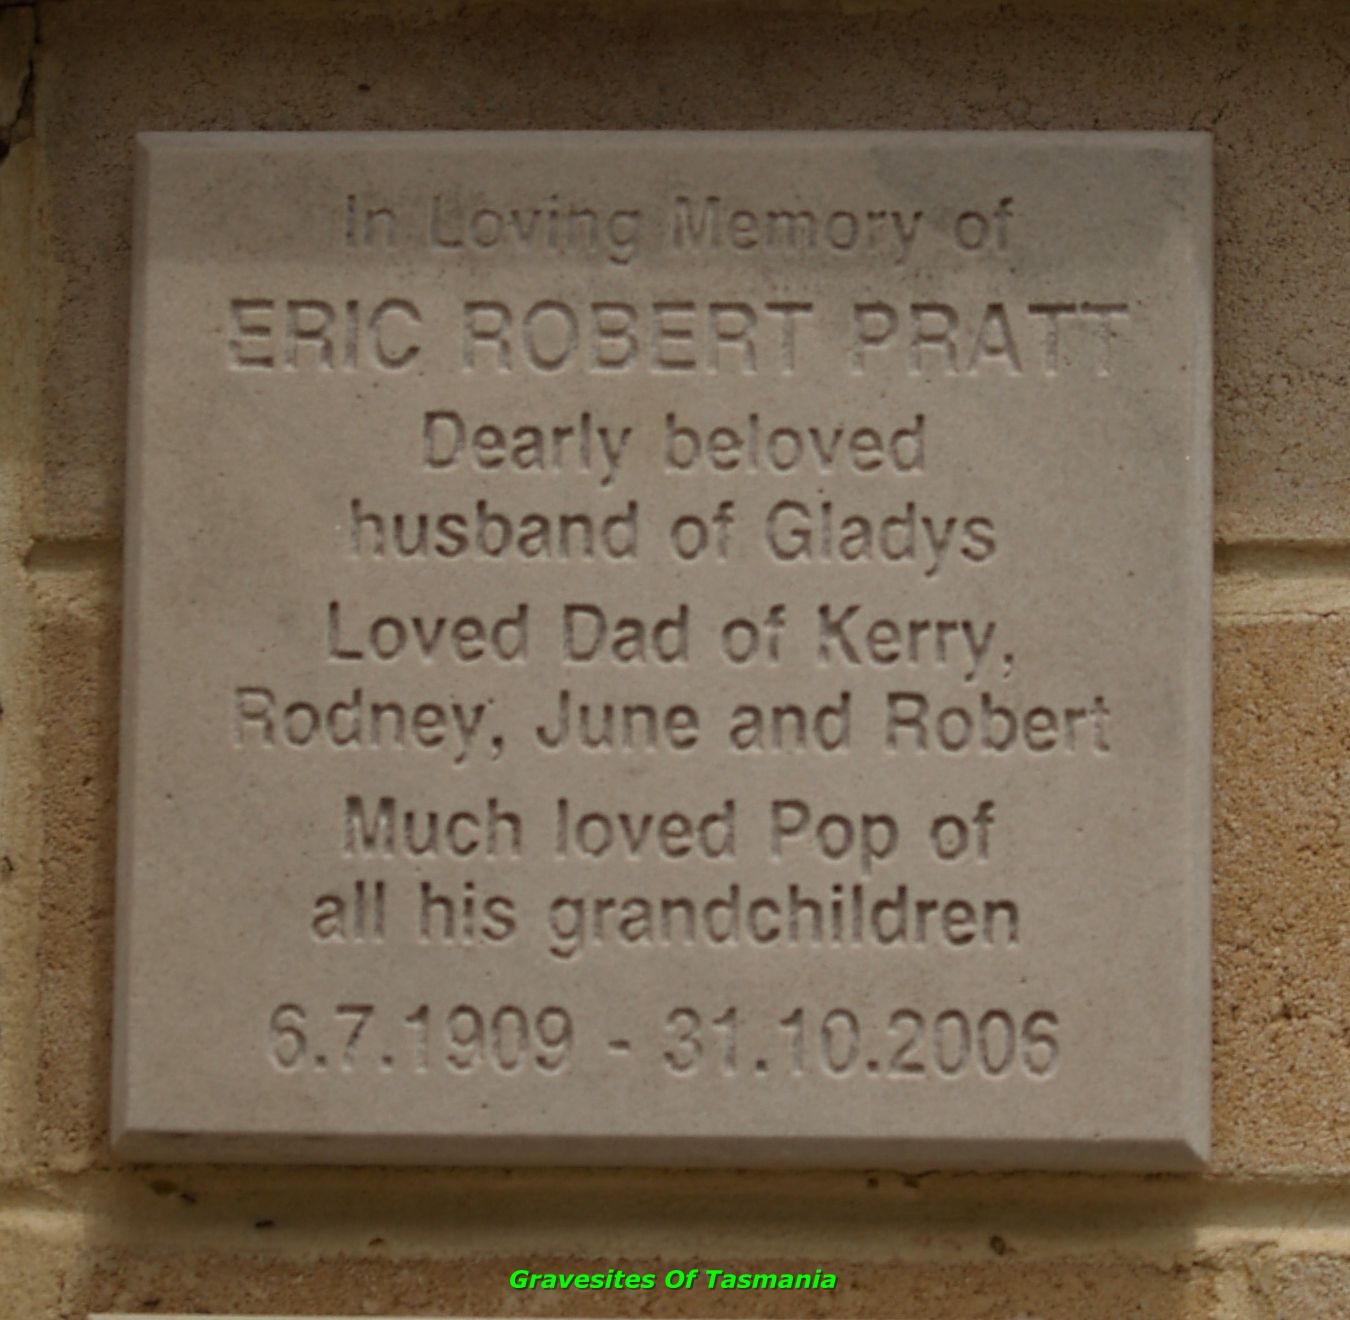 In Loving Memory of
ERIC ROBERT PRATT
Dearly beloved
husband of Gladys
Loved Dad of Kerry,
Rodney, June and Robert
Much loved Pop of
all his grandchildren
6.7.1909 - 31.10.2006
Gravesites Of Tasmania